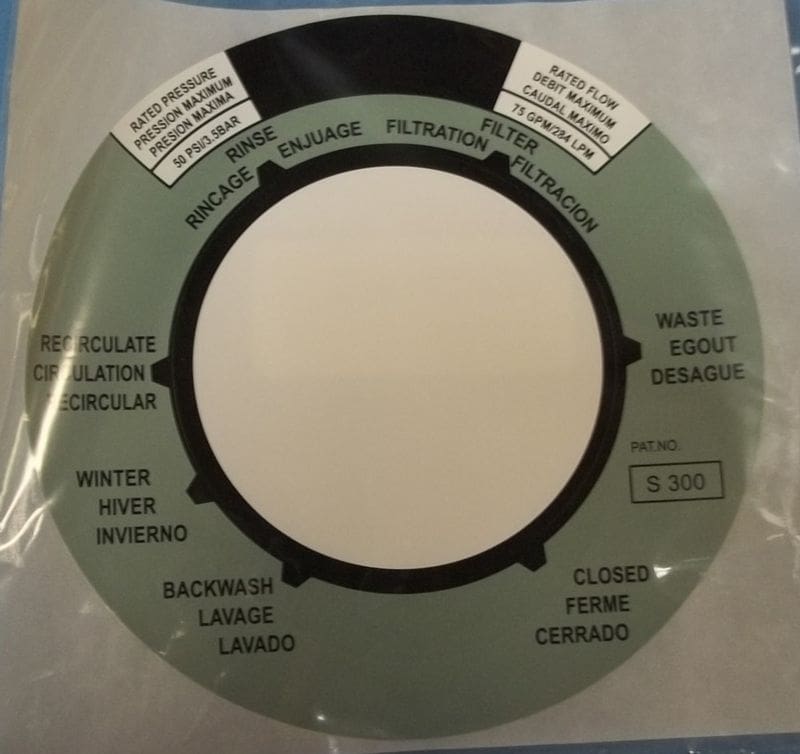 RATED PRESSURE
PRESSION MAXIMUM
PRESION MAXIMA
50 PSI/3.5BAR
RATED FLOW
DEBIT MAXIMUM
CAUDAL MAXIMO
75 GPM/284 LPM
RINSE
RINCAGE
ENJUAGE
FILTRATION
FILTER
FILTRACION
RECIRCULATE
CIRCULATION
RECIRCULAR
WASTE
EGOUT
DESAGUE
PAT.NO.
S 300
WINTER
HIVER
INVIERNO
BACKWASH
LAVAGE
LAVADO
CLOSED
FERME
CERRADO